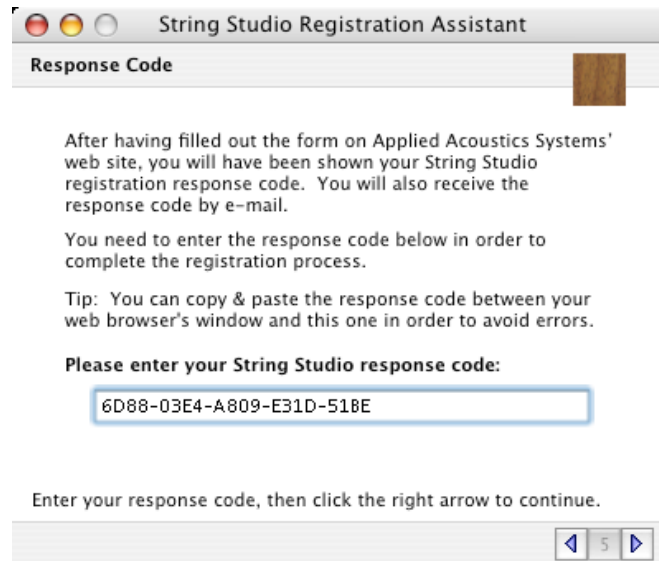 String Studio Registration Assistant
Response Code
After having filled out the form on Applied Acoustics Systems'
web site, you will have been shown your String Studio
registration response code.  You will also receive the
response code by e-mail.
You need to enter the response code below in order to
complete the registration process.
Tip:  You can copy & paste the response code between your
web browser's window and this one in order to avoid errors.
Please enter your String Studio response code:
6D88-03E4-A809-E31D-51BE
Enter your response code, then click the right arrow to continue.
5